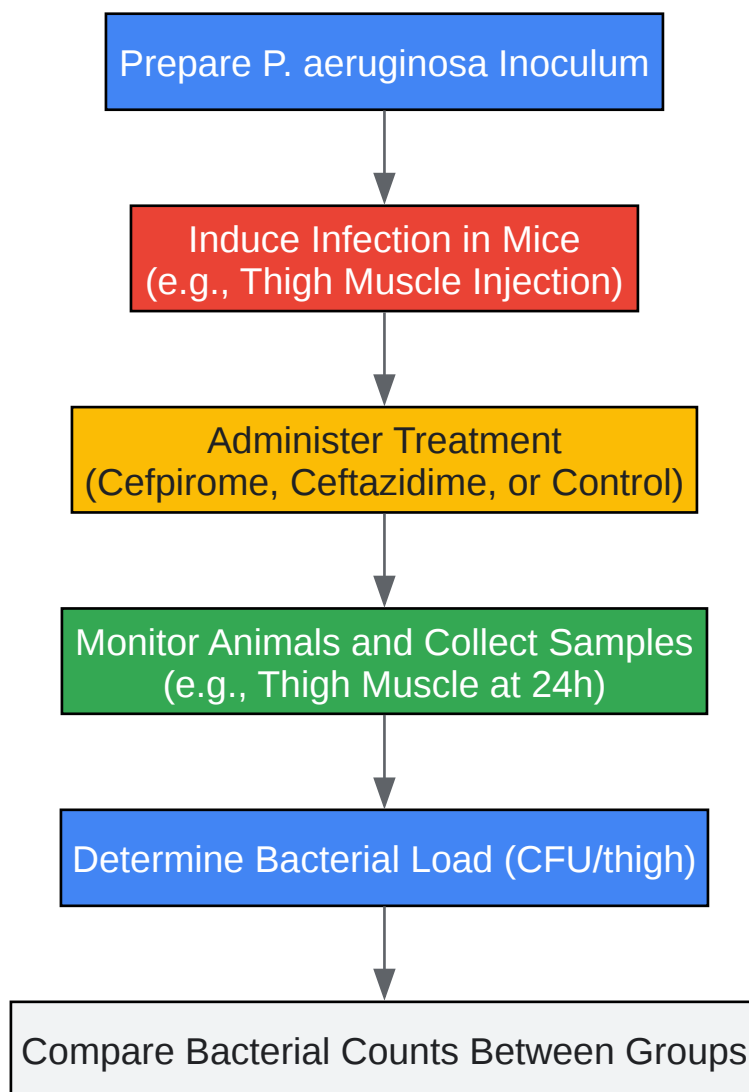 Prepare P. aeruginosa Inoculum
Induce Infection in Mice
(e.g., Thigh Muscle Injection)
Administer Treatment
(Cefpirome, Ceftazidime, or Control)
Monitor Animals and Collect Samples
(e.g., Thigh Muscle at 24h)
Determine Bacterial Load (CFU/thigh)
Compare Bacterial Counts Between Groups